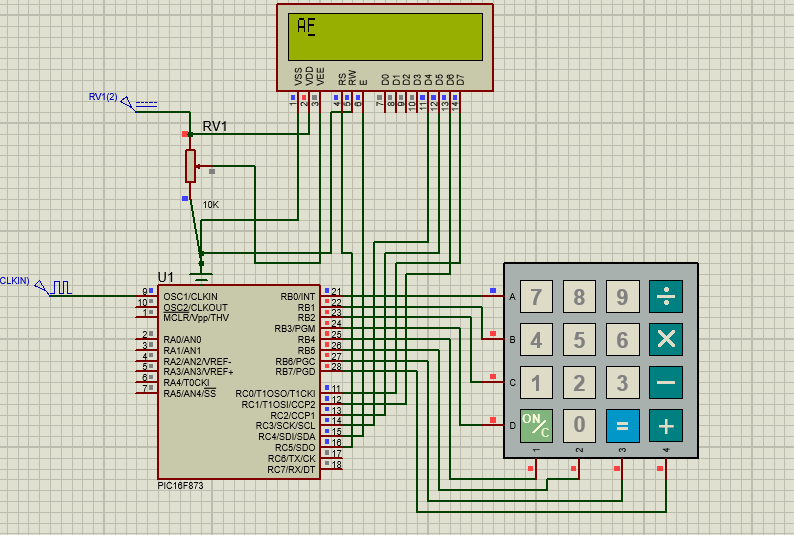 AF
VSS
VDD
VEE
RS
RW
E
D0
D1
D2
D3
D4
D5
D6
D7
1
2
3
4
5
6
7
8
9
10
11
12
13
14
RV1(2)
RV1
10K
CLKIN)
U1
9 OSC1/CLKIN
10 OSC2/CLKOUT
1 MCLR/Vpp/THV
2 RA0/AN0
3 RA1/AN1
4 RA2/AN2/VREF-
5 RA3/AN3/VREF+
6 RA4/T0CKI
7 RA5/AN4/SS
RB0/INT 21
RB1 22
RB2 23
RB3/PGM 24
RB4 25
RB5 26
RB6/PGC 27
RB7/PGD 28
RC0/T1OSO/T1CKI 11
RC1/T1OSI/CCP2 12
RC2/CCP1 13
RC3/SCK/SCL 14
RC4/SDI/SDA 15
RC5/SDO 16
RC6/TX/CK 17
RC7/RX/DT 18
PIC16F873
A 7 8 9 ÷
B 4 5 6 ×
C 1 2 3 −
D ON/C 0 = +
1 2 3 4